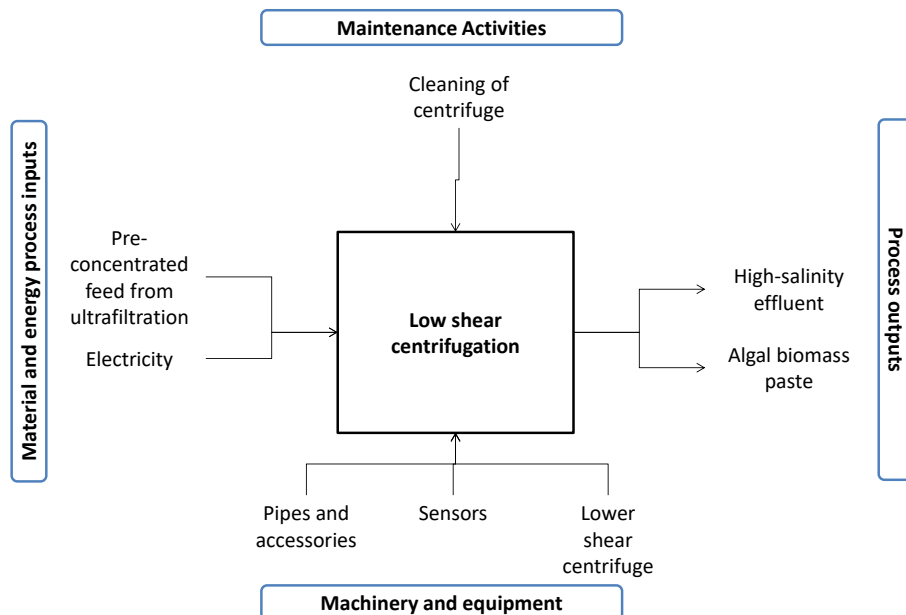 Maintenance Activities
Cleaning of
centrifuge
Material and energy process inputs
Pre-
concentrated
feed from
ultrafiltration
Electricity
Low shear
centrifugation
High-salinity
effluent
Algal biomass
paste
Process outputs
Pipes and
accessories
Sensors
Lower
shear
centrifuge
Machinery and equipment